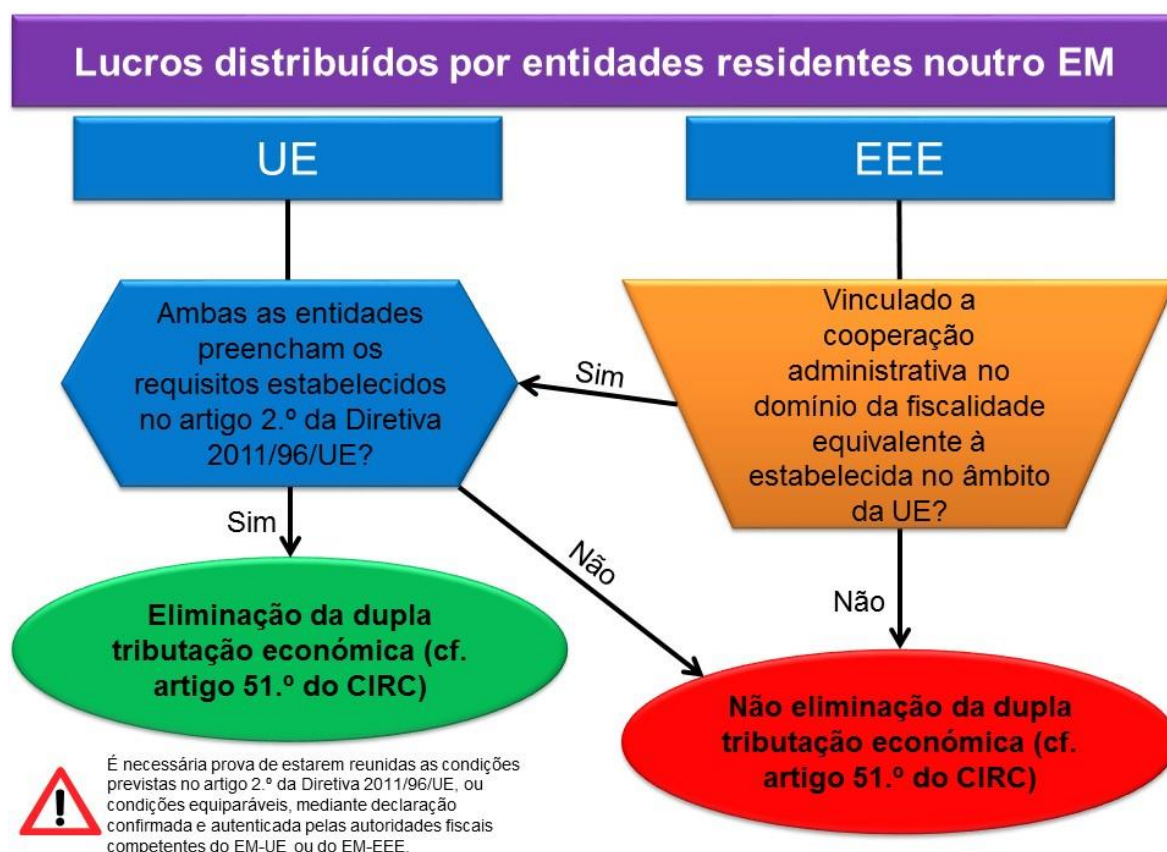 Lucros distribuídos por entidades residentes noutro EM
UE
EEE
Ambas as entidades
preencham os
requisitos estabelecidos
no artigo 2.º da Diretiva
2011/96/UE?
Sim
Vinculado a
cooperação
administrativa no
domínio da fiscalidade
equivalente à
estabelecida no âmbito
da UE?
Sim
Não
Não
Eliminação da dupla
tributação económica (cf.
artigo 51.º do CIRC)
Não eliminação da dupla
tributação económica (cf.
artigo 51.º do CIRC)
!
É necessária prova de estarem reunidas as condições
previstas no artigo 2.º da Diretiva 2011/96/UE, ou
condições equiparáveis, mediante declaração
confirmada e autenticada pelas autoridades fiscais
competentes do EM-UE ou do EM-EEE.